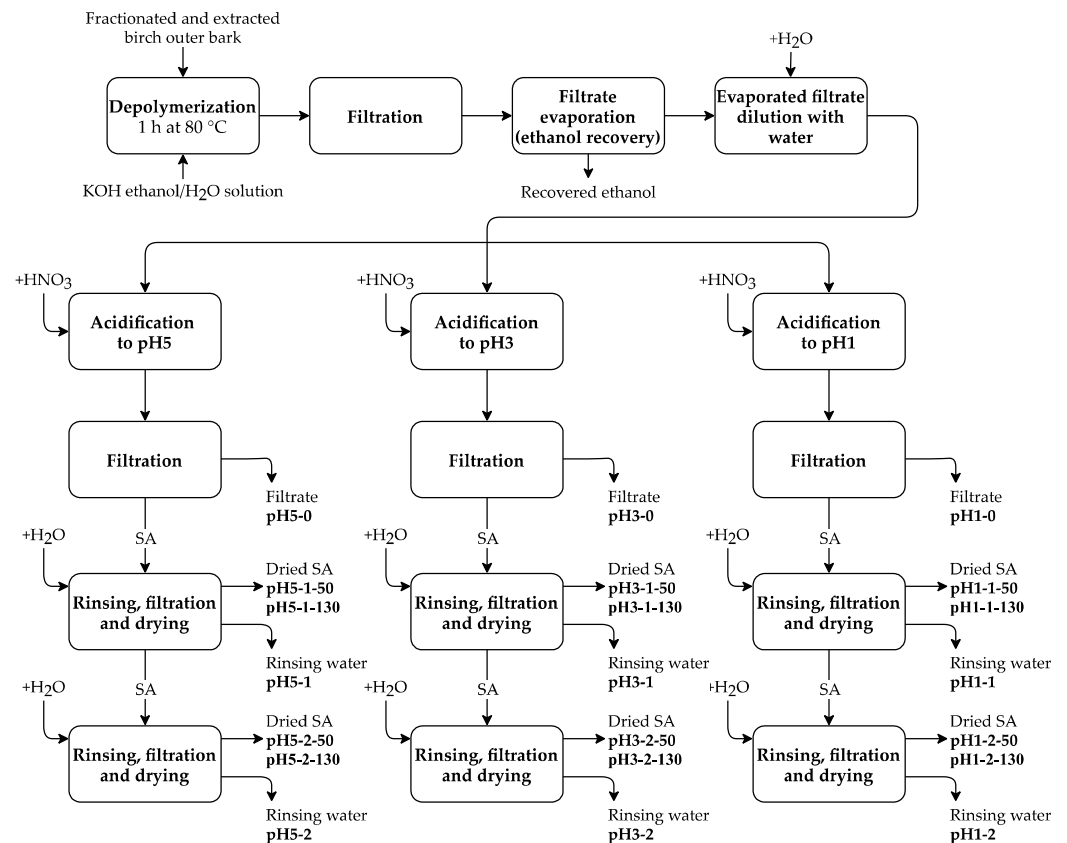 Fractionated and extracted
birch outer bark
+H2O
Depolymerization
1 h at 80 °C
Filtration
Filtrate
evaporation
(ethanol recovery)
Evaporated filtrate
dilution with
water
KOH ethanol/H2O solution
Recovered ethanol
+HNO3
Acidification
to pH5
+HNO3
Acidification
to pH3
+HNO3
Acidification
to pH1
Filtration
Filtrate
pH5-0
Filtration
Filtrate
pH3-0
Filtration
Filtrate
pH1-0
+H2O
SA
Rinsing, filtration
and drying
Dried SA
pH5-1-50
pH5-1-130
Rinsing water
pH5-1
+H2O
SA
Rinsing, filtration
and drying
Dried SA
pH3-1-50
pH3-1-130
Rinsing water
pH3-1
+H2O
SA
Rinsing, filtration
and drying
Dried SA
pH1-1-50
pH1-1-130
Rinsing water
pH1-1
+H2O
SA
Rinsing, filtration
and drying
Dried SA
pH5-2-50
pH5-2-130
Rinsing water
pH5-2
+H2O
SA
Rinsing, filtration
and drying
Dried SA
pH3-2-50
pH3-2-130
Rinsing water
pH3-2
+H2O
SA
Rinsing, filtration
and drying
Dried SA
pH1-2-50
pH1-2-130
Rinsing water
pH1-2